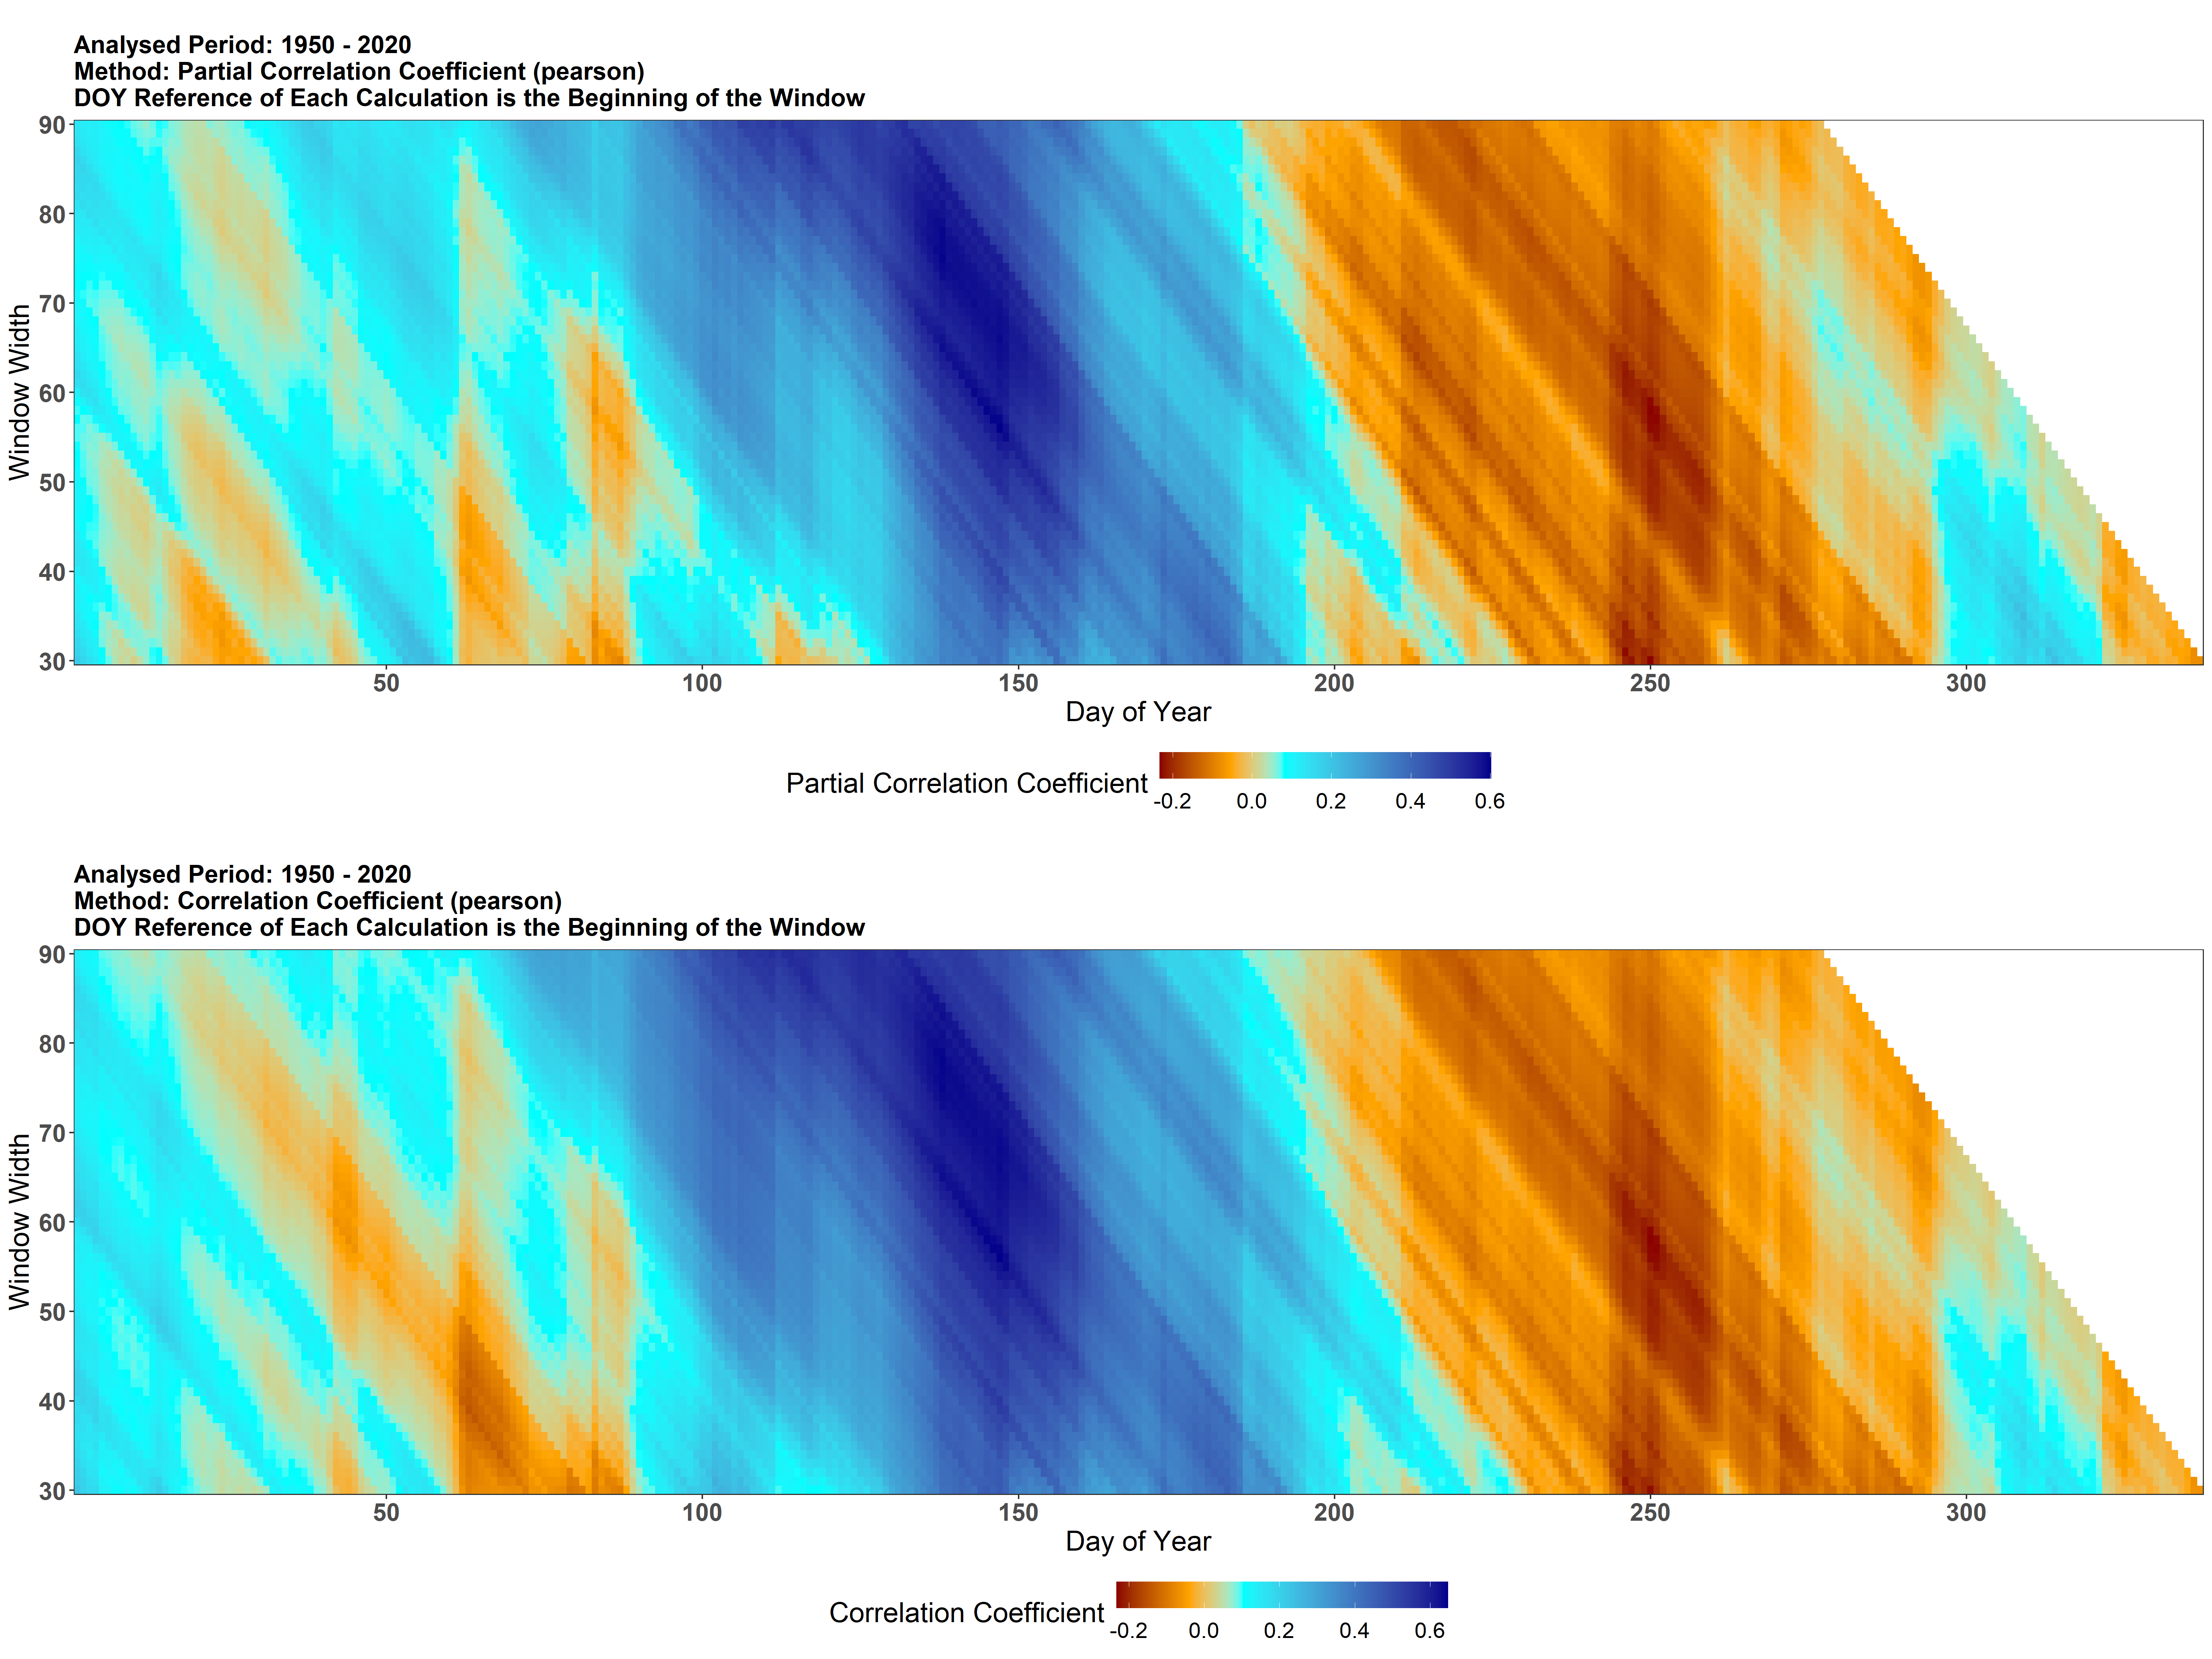 Analysed Period: 1950 - 2020
Method: Partial Correlation Coefficient (pearson)
DOY Reference of Each Calculation is the Beginning of the Window
90
80
70
60
50
40
30
Window Width
50 100 150 200 250 300
Day of Year
Partial Correlation Coefficient
-0.2 0.0 0.2 0.4 0.6
Analysed Period: 1950 - 2020
Method: Correlation Coefficient (pearson)
DOY Reference of Each Calculation is the Beginning of the Window
90
80
70
60
50
40
30
Window Width
50 100 150 200 250 300
Day of Year
Correlation Coefficient
-0.2 0.0 0.2 0.4 0.6